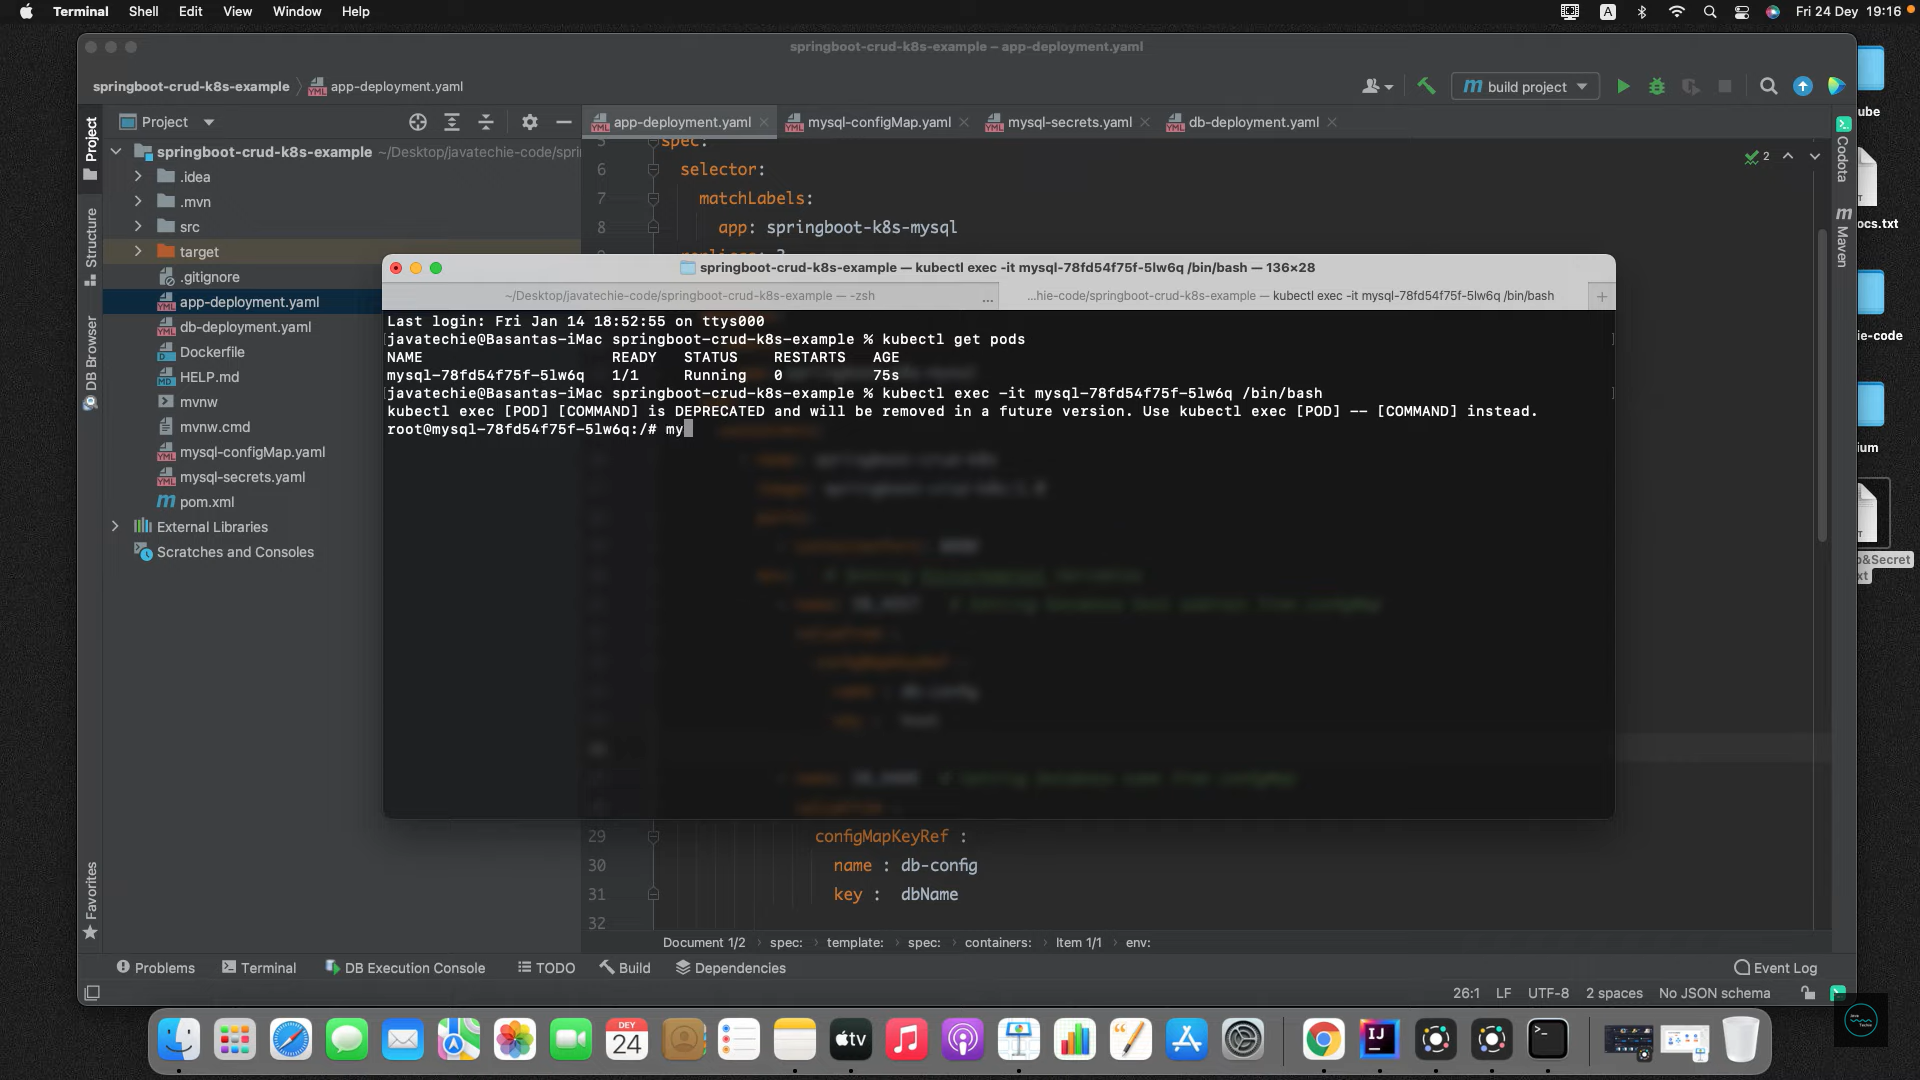 Terminal Shell Edit View Window Help
A Fri 24 Dey 19:16
springboot-crud-k8s-example – app-deployment.yaml
springboot-crud-k8s-example 〉 app-deployment.yaml
build project
Project
app-deployment.yaml
mysql-configMap.yaml
mysql-secrets.yaml
db-deployment.yaml
Project
Structure
DB Browser
Favorites
springboot-crud-k8s-example ~/Desktop/javatechie-code/spri
.idea
.mvn
src
target
.gitignore
app-deployment.yaml
db-deployment.yaml
Dockerfile
HELP.md
mvnw
mvnw.cmd
mysql-configMap.yaml
mysql-secrets.yaml
pom.xml
External Libraries
Scratches and Consoles
5 spec:
6 selector:
7 matchLabels:
8 app: springboot-k8s-mysql
2
Codota
Maven
ube
ocs.txt
hie-code
ium
&Secret
xt
springboot-crud-k8s-example — kubectl exec -it mysql-78fd54f75f-5lw6q /bin/bash — 136×28
~/Desktop/javatechie-code/springboot-crud-k8s-example — -zsh ...
...hie-code/springboot-crud-k8s-example — kubectl exec -it mysql-78fd54f75f-5lw6q /bin/bash
Last login: Fri Jan 14 18:52:55 on ttys000
[javatechie@Basantas-iMac springboot-crud-k8s-example % kubectl get pods ]
NAME READY STATUS RESTARTS AGE
mysql-78fd54f75f-5lw6q 1/1 Running 0 75s
[javatechie@Basantas-iMac springboot-crud-k8s-example % kubectl exec -it mysql-78fd54f75f-5lw6q /bin/bash ]
kubectl exec [POD] [COMMAND] is DEPRECATED and will be removed in a future version. Use kubectl exec [POD] -- [COMMAND] instead.
root@mysql-78fd54f75f-5lw6q:/# my
29 configMapKeyRef :
30 name : db-config
31 key : dbName
32
Document 1/2 › spec: › template: › spec: › containers: › Item 1/1 › env:
Problems Terminal DB Execution Console TODO Build Dependencies Event Log
26:1 LF UTF-8 2 spaces No JSON schema
DEY
24
tv
IJ
Java Techie